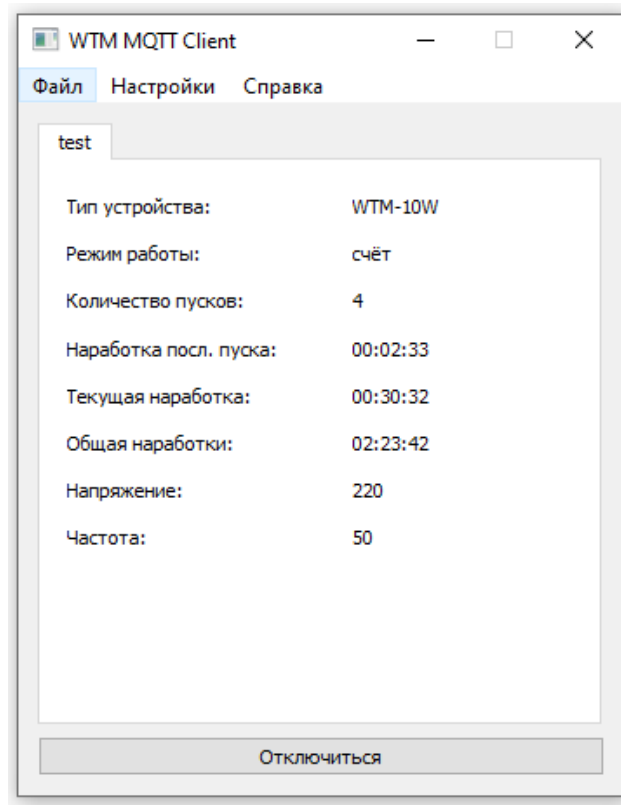 WTM MQTT Client
Файл Настройки Справка
test
Тип устройства: WTM-10W
Режим работы: счёт
Количество пусков: 4
Наработка посл. пуска: 00:02:33
Текущая наработка: 00:30:32
Общая наработки: 02:23:42
Напряжение: 220
Частота: 50
Отключиться